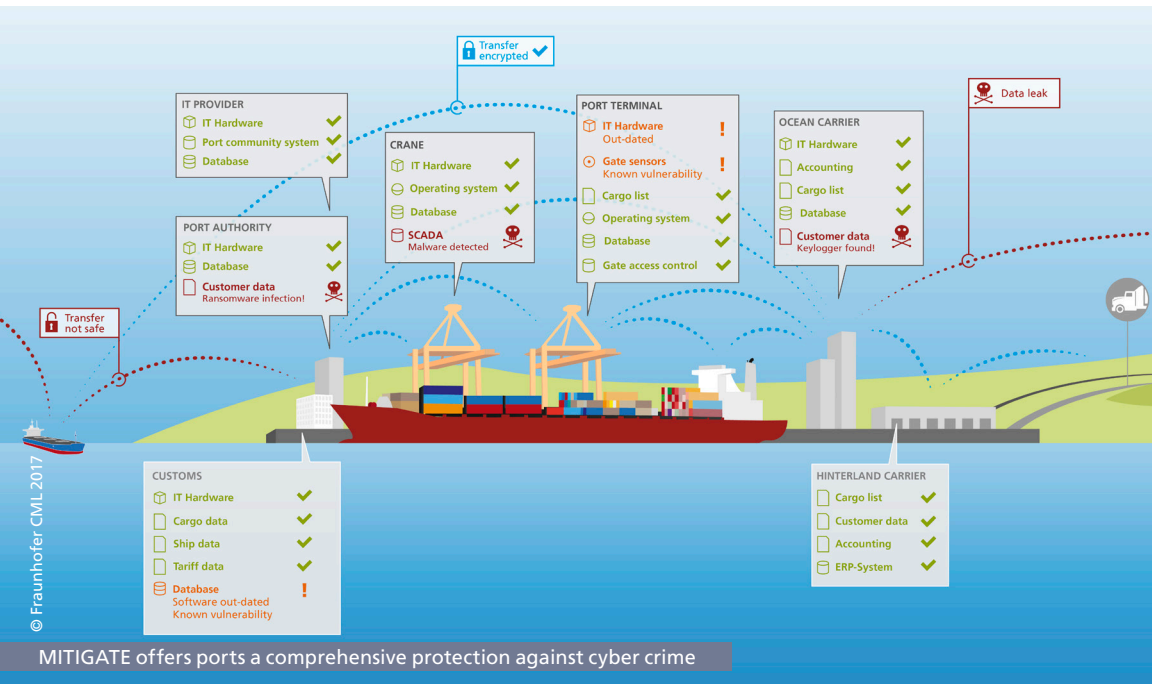 Transfer
encrypted
Data leak
IT PROVIDER
IT Hardware
Port community system
Database
PORT AUTHORITY
IT Hardware
Database
Customer data
Ransomware infection!
CRANE
IT Hardware
Operating system
Database
SCADA
Malware detected
PORT TERMINAL
IT Hardware
Out-dated
!
Gate sensors
Known vulnerability
!
Cargo list
Operating system
Database
Gate access control
OCEAN CARRIER
IT Hardware
Accounting
Cargo list
Database
Customer data
Keylogger found!
Transfer
not safe
CUSTOMS
IT Hardware
Cargo data
Ship data
Tariff data
Database
Software out-dated
Known vulnerability
!
HINTERLAND CARRIER
Cargo list
Customer data
Accounting
ERP-System
© Fraunhofer CML 2017
MITIGATE offers ports a comprehensive protection against cyber crime